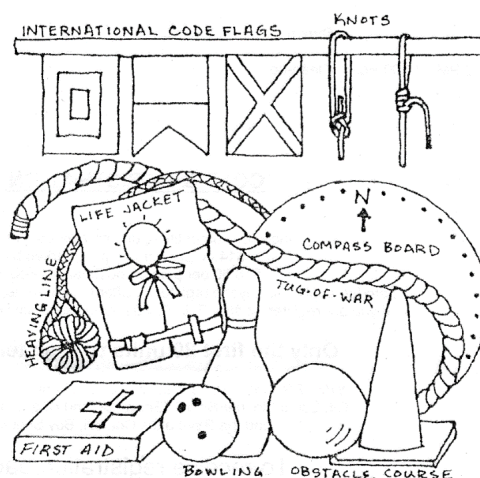 KNOTS
INTERNATIONAL CODE FLAGS
LIFE JACKET
N
COMPASS BOARD
HEAVING LINE
TUG-OF-WAR
FIRST AID
BOWLING
OBSTACLE COURSE